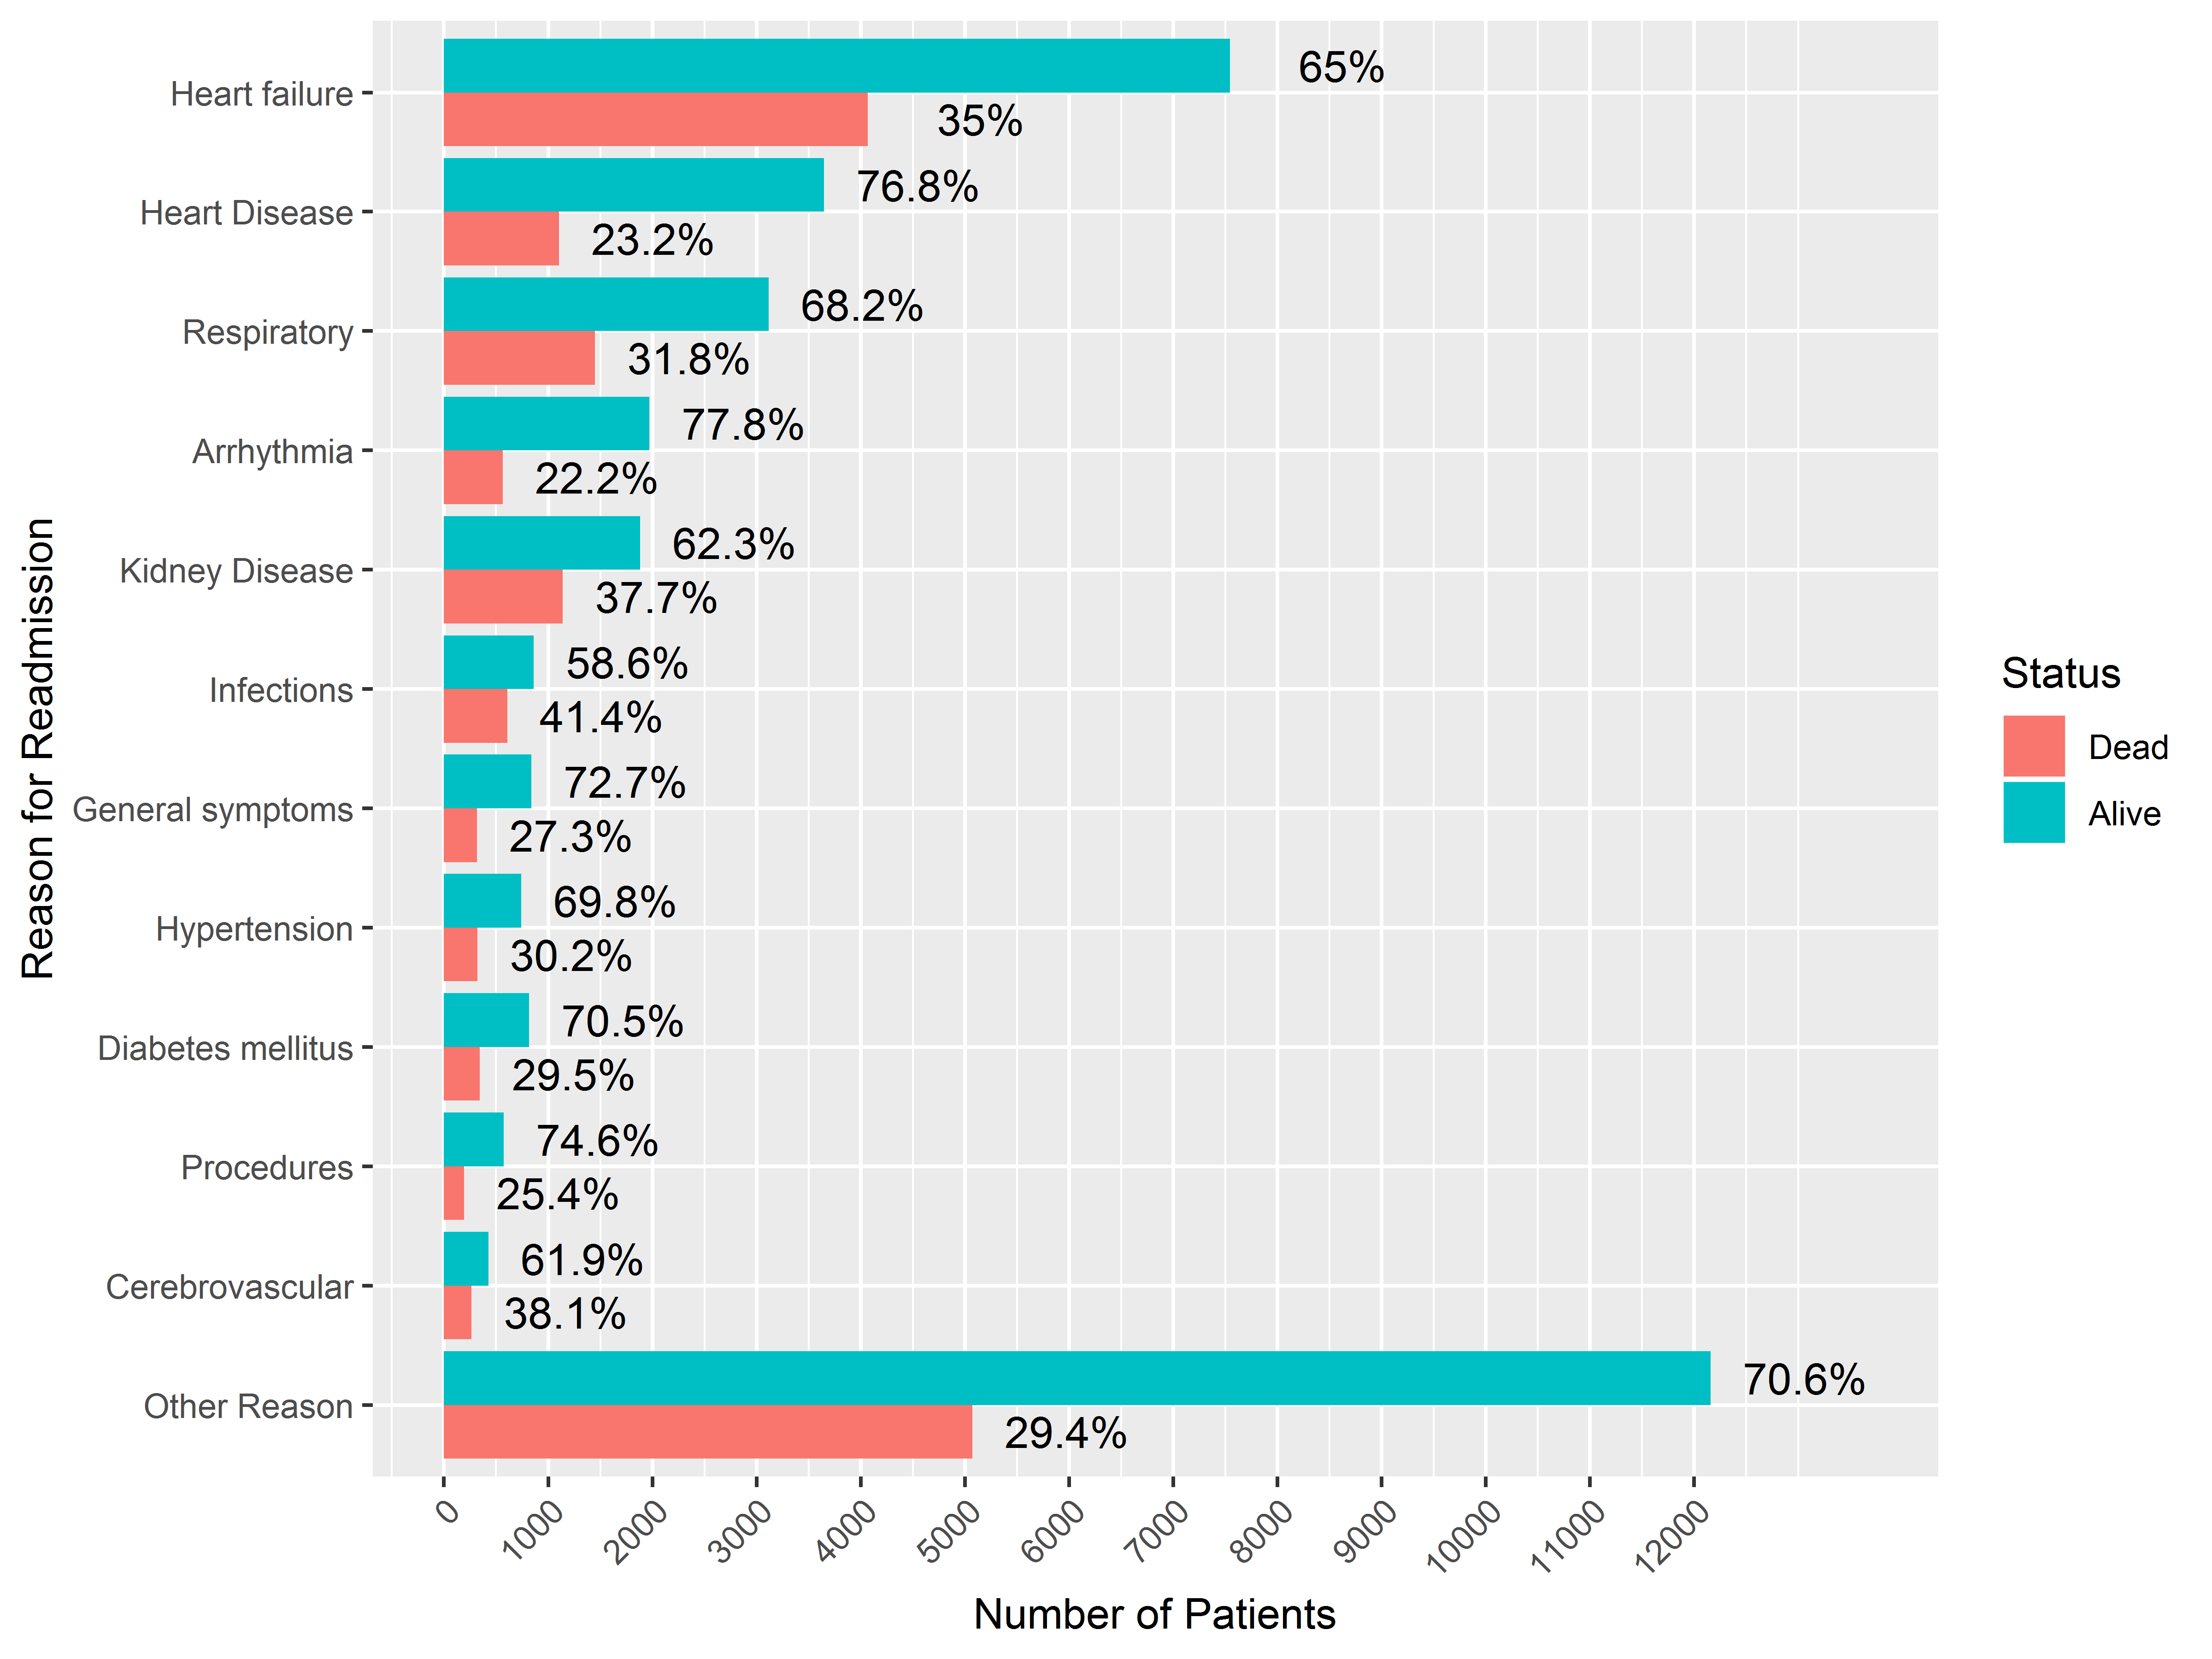 Reason for Readmission
Heart failure
65%
35%
Heart Disease
76.8%
23.2%
Respiratory
68.2%
31.8%
Arrhythmia
77.8%
22.2%
Kidney Disease
62.3%
37.7%
Infections
58.6%
41.4%
General symptoms
72.7%
27.3%
Hypertension
69.8%
30.2%
Diabetes mellitus
70.5%
29.5%
Procedures
74.6%
25.4%
Cerebrovascular
61.9%
38.1%
Other Reason
70.6%
29.4%
0 1000 2000 3000 4000 5000 6000 7000 8000 9000 10000 11000 12000
Number of Patients
Status
Dead
Alive